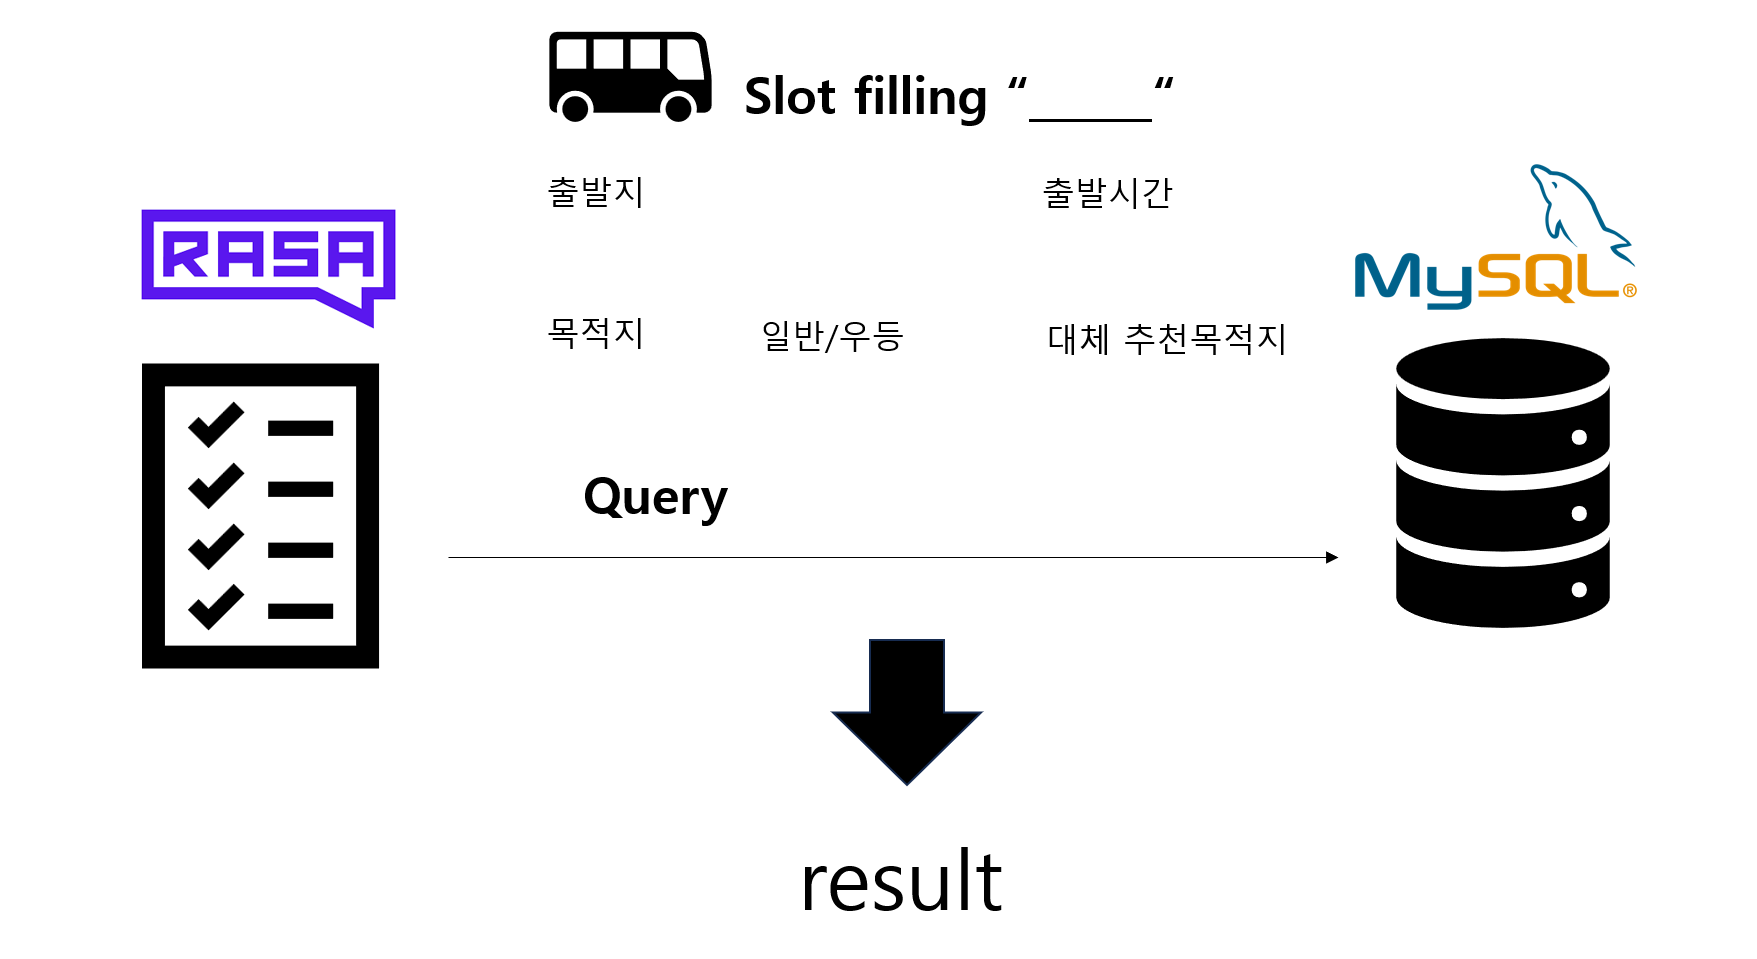 Slot filling “______“
출발지
출발시간
RASA
MySQL®
목적지
일반/우등
대체 추천목적지
Query
result